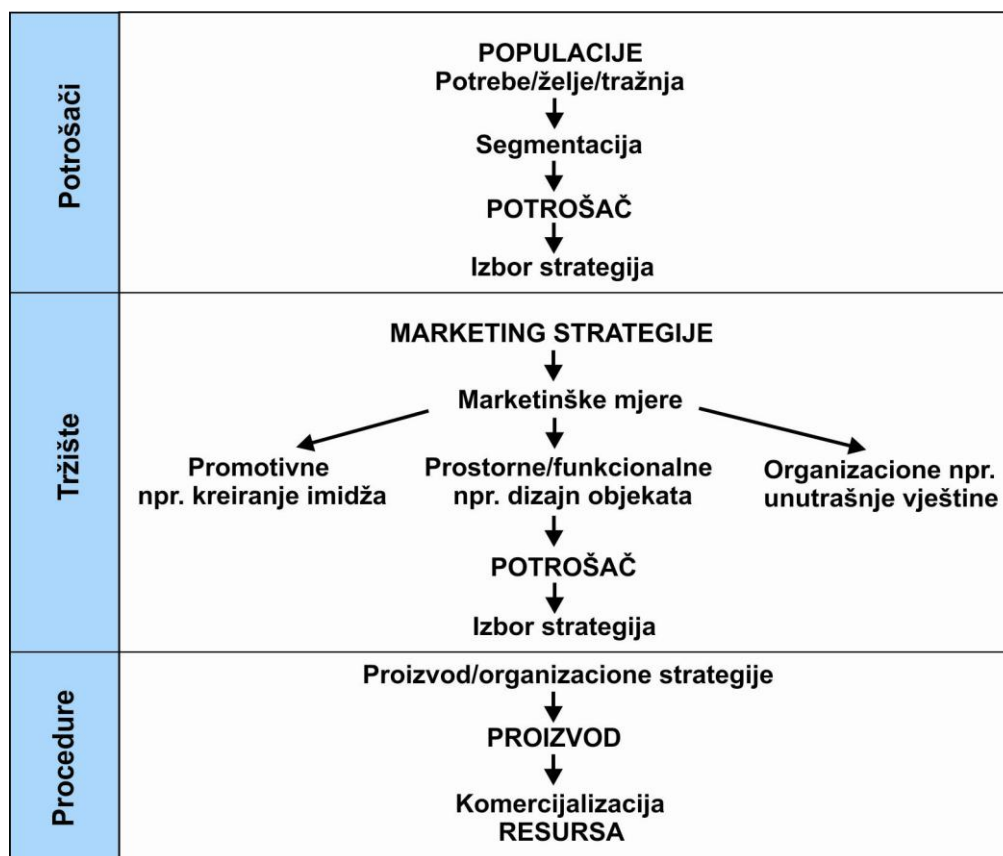 Potrošači
POPULACIJE
Potrebe/želje/tražnja
Segmentacija
POTROŠAČ
Izbor strategija
Tržište
MARKETING STRATEGIJE
Marketinške mjere
Promotivne
npr. kreiranje imidža
Prostorne/funkcionalne
npr. dizajn objekata
Organizacione npr.
unutrašnje vještine
POTROŠAČ
Izbor strategija
Procedure
Proizvod/organizacione strategije
PROIZVOD
Komercijalizacija
RESURSA